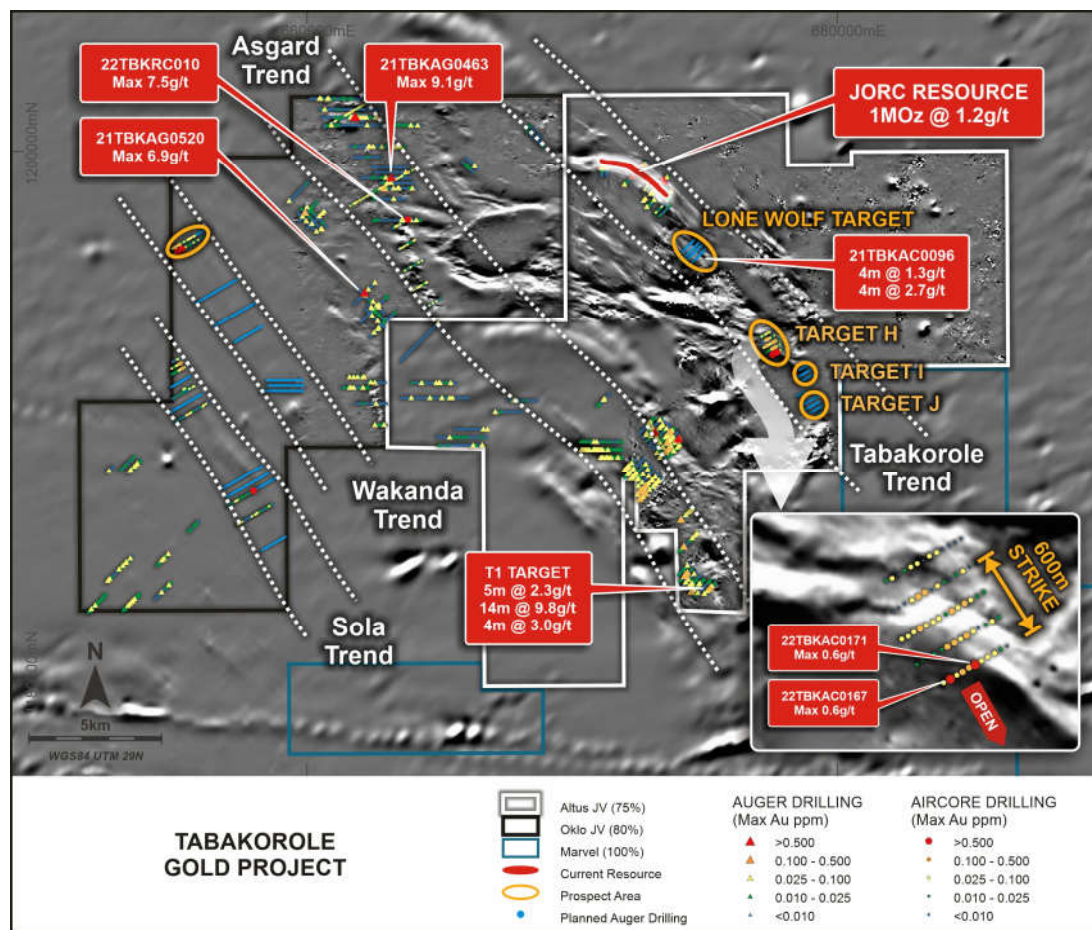 660000mE
680000mE
1200000mN
Asgard
Trend
22TBKRC010
Max 7.5g/t
21TBKAG0463
Max 9.1g/t
21TBKAG0520
Max 6.9g/t
JORC RESOURCE
1MOz @ 1.2g/t
LONE WOLF TARGET
21TBKAC0096
4m @ 1.3g/t
4m @ 2.7g/t
TARGET H
TARGET I
TARGET J
Tabakorole
Trend
Wakanda
Trend
T1 TARGET
5m @ 2.3g/t
14m @ 9.8g/t
4m @ 3.0g/t
Sola
Trend
600m
STRIKE
22TBKAC0171
Max 0.6g/t
22TBKAC0167
Max 0.6g/t
OPEN
N
5km
WGS84 UTM 29N
TABAKOROLE
GOLD PROJECT
Altus JV (75%)
Oklo JV (80%)
Marvel (100%)
Current Resource
Prospect Area
Planned Auger Drilling
AUGER DRILLING
(Max Au ppm)
>0.500
0.100 - 0.500
0.025 - 0.100
0.010 - 0.025
<0.010
AIRCORE DRILLING
(Max Au ppm)
>0.500
0.100 - 0.500
0.025 - 0.100
0.010 - 0.025
<0.010